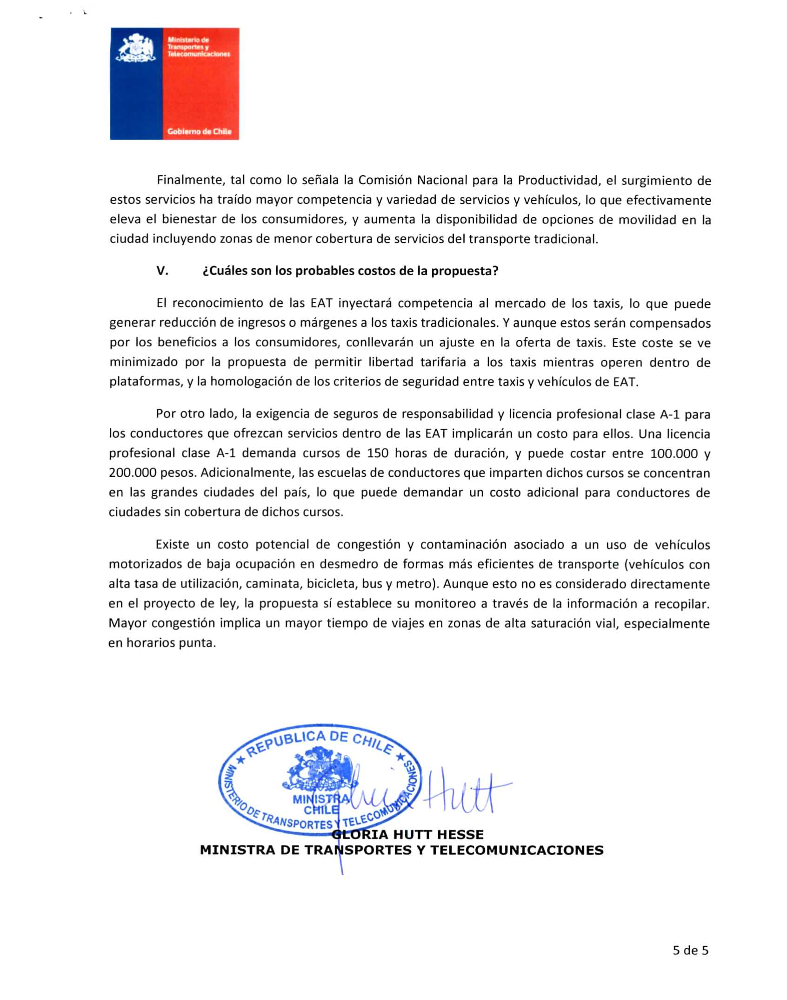 Ministerio de
Transportes y
Telecomunicaciones
Gobierno de Chile
Finalmente, tal como lo señala la Comisión Nacional para la Productividad, el surgimiento de
estos servicios ha traído mayor competencia y variedad de servicios y vehículos, lo que efectivamente
eleva el bienestar de los consumidores, y aumenta la disponibilidad de opciones de movilidad en la
ciudad incluyendo zonas de menor cobertura de servicios del transporte tradicional.
V. ¿Cuáles son los probables costos de la propuesta?
El reconocimiento de las EAT inyectará competencia al mercado de los taxis, lo que puede
generar reducción de ingresos o márgenes a los taxis tradicionales. Y aunque estos serán compensados
por los beneficios a los consumidores, conllevarán un ajuste en la oferta de taxis. Este coste se ve
minimizado por la propuesta de permitir libertad tarifaria a los taxis mientras operen dentro de
plataformas, y la homologación de los criterios de seguridad entre taxis y vehículos de EAT.
Por otro lado, la exigencia de seguros de responsabilidad y licencia profesional clase A-1 para
los conductores que ofrezcan servicios dentro de las EAT implicarán un costo para ellos. Una licencia
profesional clase A-1 demanda cursos de 150 horas de duración, y puede costar entre 100.000 y
200.000 pesos. Adicionalmente, las escuelas de conductores que imparten dichos cursos se concentran
en las grandes ciudades del país, lo que puede demandar un costo adicional para conductores de
ciudades sin cobertura de dichos cursos.
Existe un costo potencial de congestión y contaminación asociado a un uso de vehículos
motorizados de baja ocupación en desmedro de formas más eficientes de transporte (vehículos con
alta tasa de utilización, caminata, bicicleta, bus y metro). Aunque esto no es considerado directamente
en el proyecto de ley, la propuesta sí establece su monitoreo a través de la información a recopilar.
Mayor congestión implica un mayor tiempo de viajes en zonas de alta saturación vial, especialmente
en horarios punta.
★ REPUBLICA DE CHILE ★
MINISTRA
CHILE
MINISTERIO DE TRANSPORTES Y TELECOMUNICACIONES
Gloria Hutt
GLORIA HUTT HESSE
MINISTRA DE TRANSPORTES Y TELECOMUNICACIONES
5 de 5